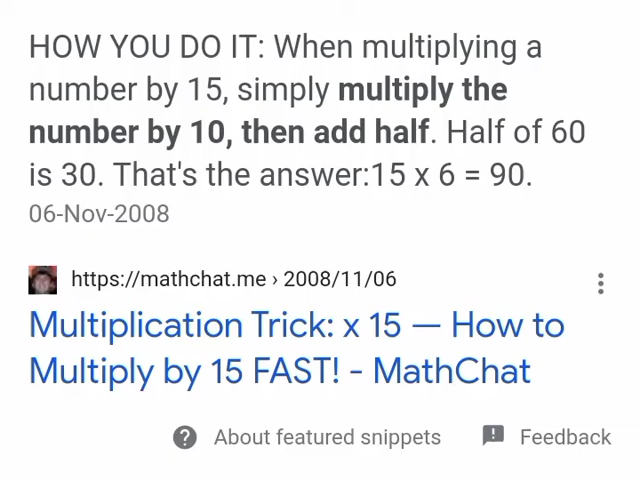 HOW YOU DO IT: When multiplying a
number by 15, simply multiply the
number by 10, then add half. Half of 60
is 30. That's the answer:15 x 6 = 90.
06-Nov-2008
https://mathchat.me › 2008/11/06
Multiplication Trick: x 15 — How to
Multiply by 15 FAST! - MathChat
About featured snippets Feedback